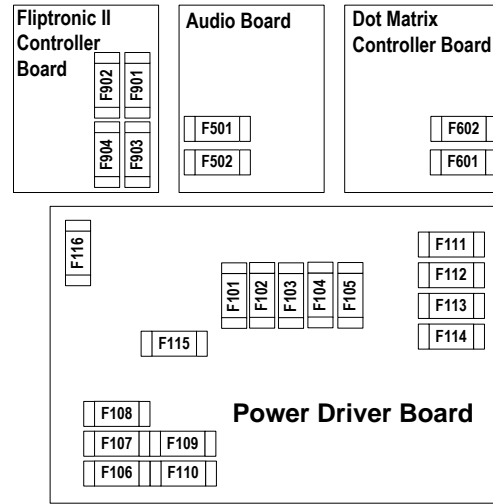 Fliptronic II
Controller
Board
F902
F901
F904
F903
Audio Board
F501
F502
Dot Matrix
Controller Board
F602
F601
F116
F101
F102
F103
F104
F105
F111
F112
F113
F114
F115
Power Driver Board
F108
F107 F109
F106 F110